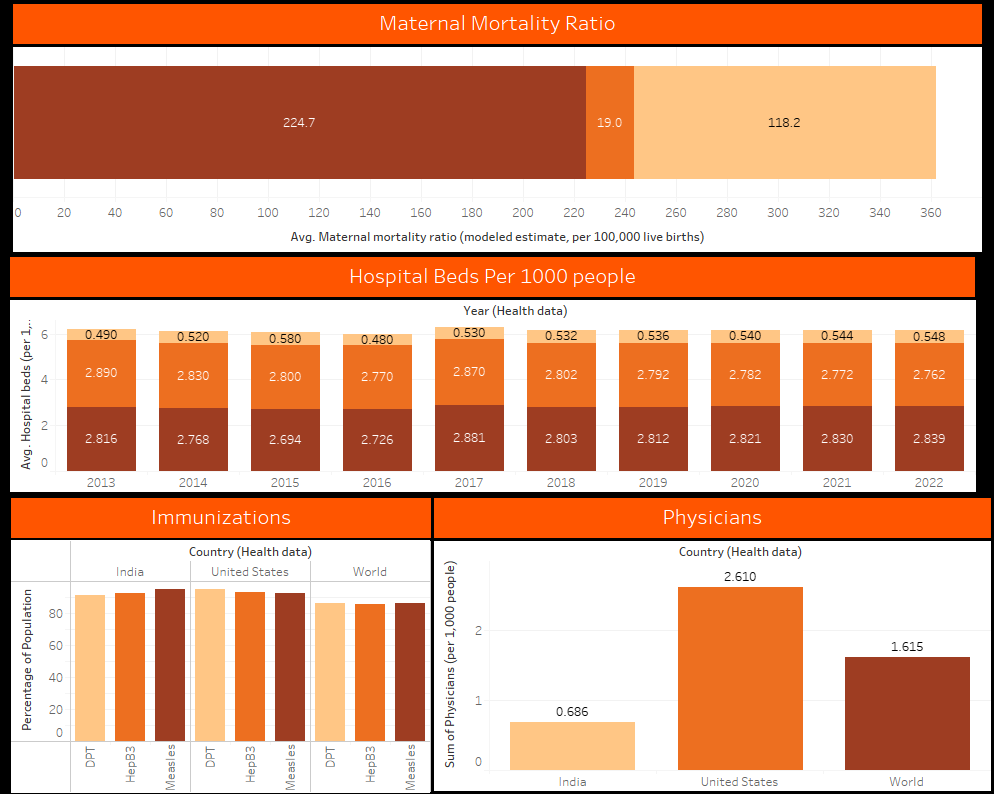 Maternal Mortality Ratio
224.7 19.0 118.2
0 20 40 60 80 100 120 140 160 180 200 220 240 260 280 300 320 340 360
Avg. Maternal mortality ratio (modeled estimate, per 100,000 live births)
Hospital Beds Per 1000 people
Year (Health data)
Avg. Hospital beds (per 1,..
6
4
2
0
0.490 0.520 0.580 0.480 0.530 0.532 0.536 0.540 0.544 0.548
2.890 2.830 2.800 2.770 2.870 2.802 2.792 2.782 2.772 2.762
2.816 2.768 2.694 2.726 2.881 2.803 2.812 2.821 2.830 2.839
2013 2014 2015 2016 2017 2018 2019 2020 2021 2022
Immunizations
Country (Health data)
India United States World
Percentage of Population
80
60
40
20
0
DPT HepB3 Measles DPT HepB3 Measles DPT HepB3 Measles
Physicians
Country (Health data)
Sum of Physicians (per 1,000 people)
2
1
0
0.686 2.610 1.615
India United States World